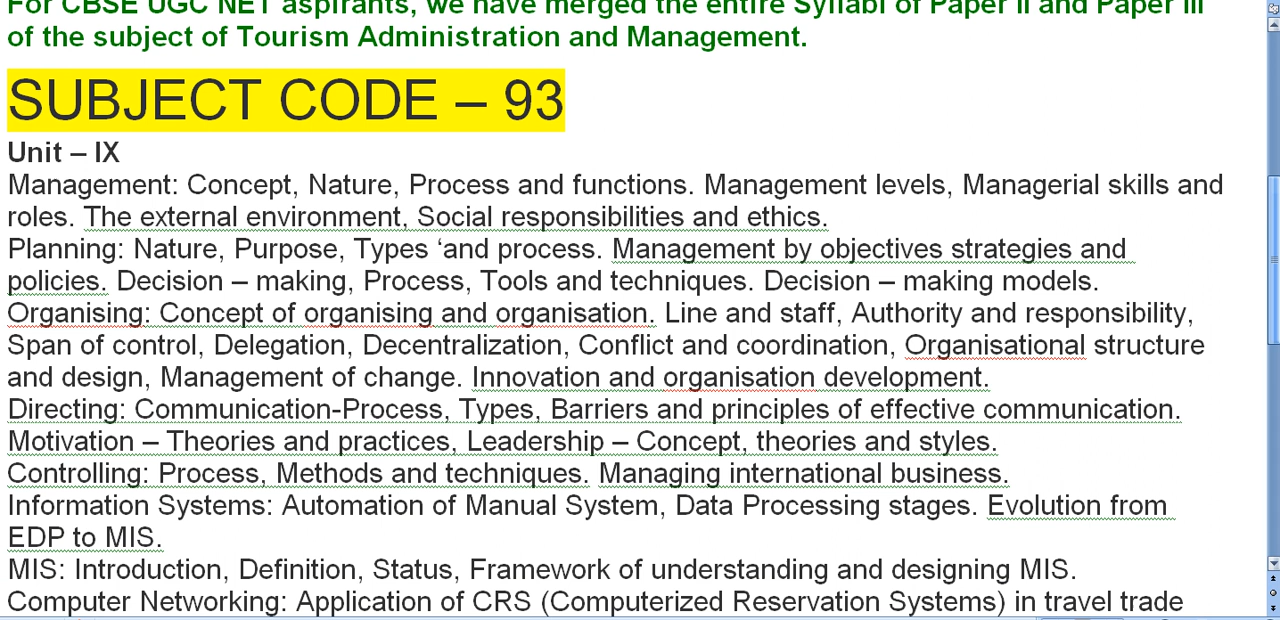 For CBSE UGC NET aspirants, we have merged the entire Syllabi of Paper II and Paper III
of the subject of Tourism Administration and Management.
SUBJECT CODE – 93
Unit – IX
Management: Concept, Nature, Process and functions. Management levels, Managerial skills and
roles. The external environment, Social responsibilities and ethics.
Planning: Nature, Purpose, Types ‘and process. Management by objectives strategies and
policies. Decision – making, Process, Tools and techniques. Decision – making models.
Organising: Concept of organising and organisation. Line and staff, Authority and responsibility,
Span of control, Delegation, Decentralization, Conflict and coordination, Organisational structure
and design, Management of change. Innovation and organisation development.
Directing: Communication-Process, Types, Barriers and principles of effective communication.
Motivation – Theories and practices, Leadership – Concept, theories and styles.
Controlling: Process, Methods and techniques. Managing international business.
Information Systems: Automation of Manual System, Data Processing stages. Evolution from
EDP to MIS.
MIS: Introduction, Definition, Status, Framework of understanding and designing MIS.
Computer Networking: Application of CRS (Computerized Reservation Systems) in travel trade